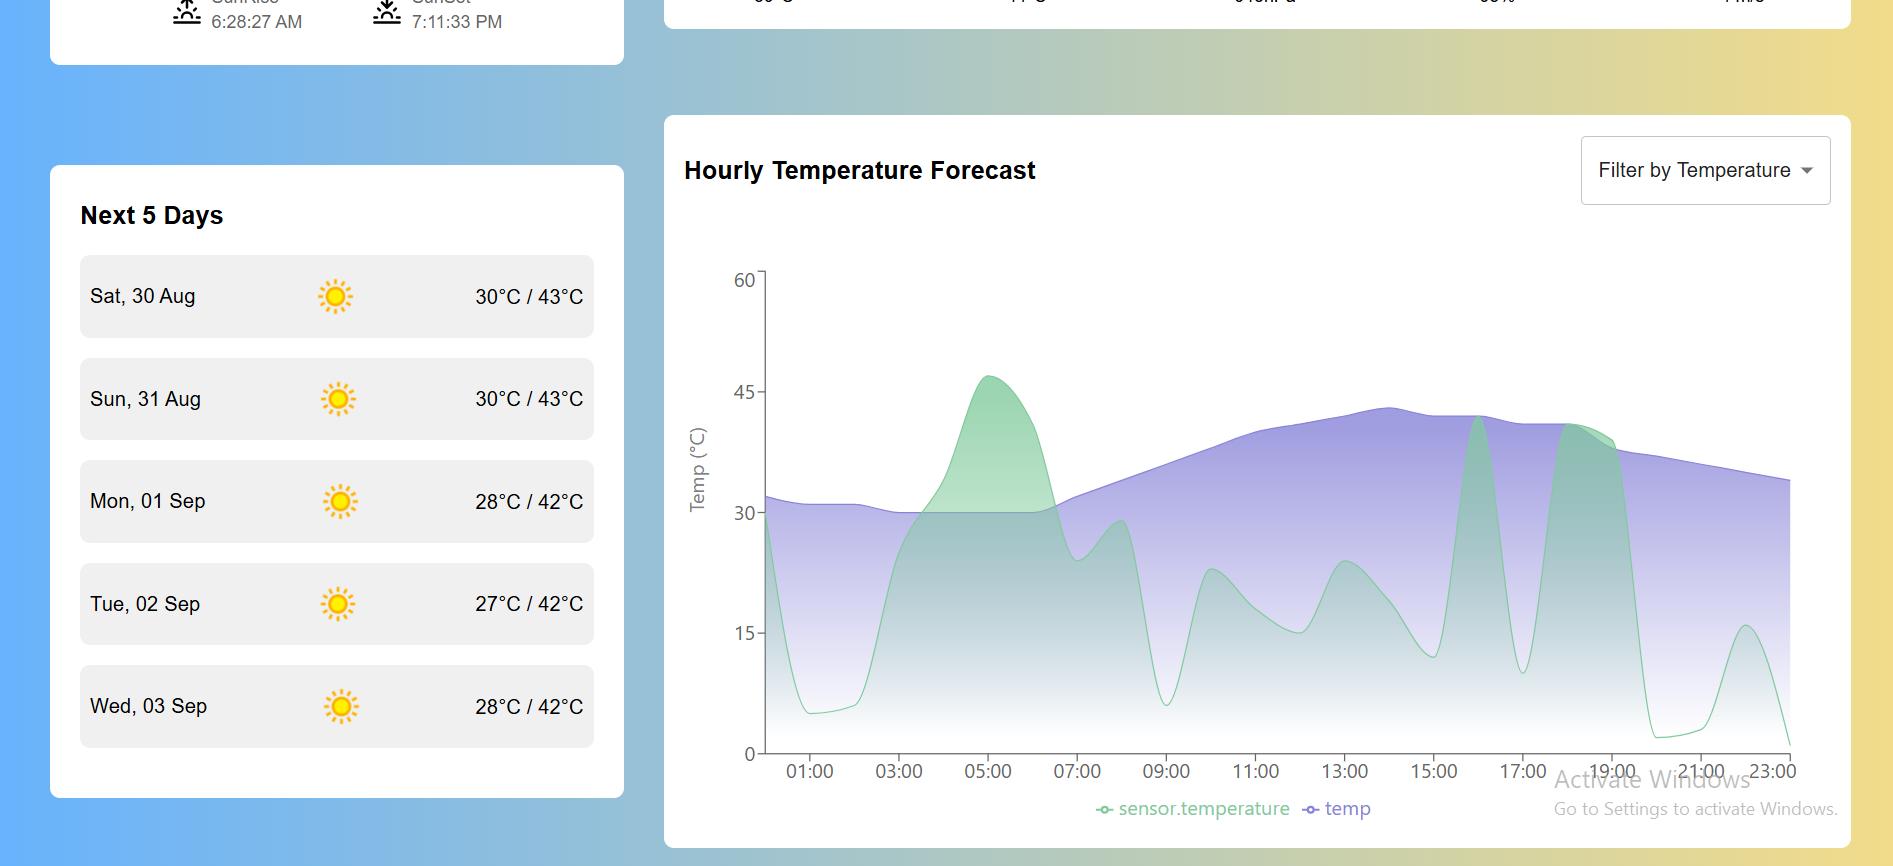 6:28:27 AM
7:11:33 PM
Next 5 Days
Sat, 30 Aug
30°C / 43°C
Sun, 31 Aug
30°C / 43°C
Mon, 01 Sep
28°C / 42°C
Tue, 02 Sep
27°C / 42°C
Wed, 03 Sep
28°C / 42°C
Hourly Temperature Forecast
Filter by Temperature
60
45
30
15
0
Temp (°C)
01:00 03:00 05:00 07:00 09:00 11:00 13:00 15:00 17:00 19:00 21:00 23:00
sensor.temperature temp
Activate Windows
Go to Settings to activate Windows.